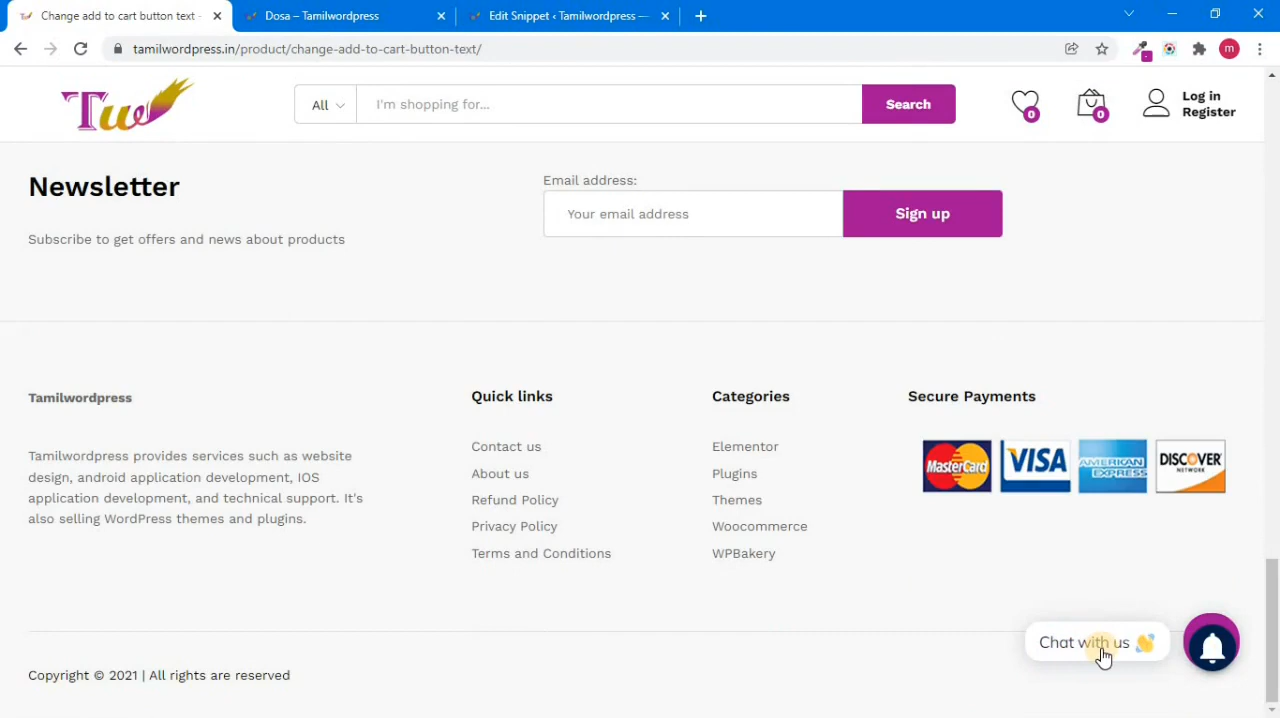 Change add to cart button text -
Dosa – Tamilwordpress
Edit Snippet ‹ Tamilwordpress —
tamilwordpress.in/product/change-add-to-cart-button-text/
m
Tw
All
I'm shopping for...
Search
0
0
Log in
Register
Newsletter
Subscribe to get offers and news about products
Email address:
Your email address
Sign up
Tamilwordpress
Tamilwordpress provides services such as website
design, android application development, IOS
application development, and technical support. It's
also selling WordPress themes and plugins.
Quick links
Contact us
About us
Refund Policy
Privacy Policy
Terms and Conditions
Categories
Elementor
Plugins
Themes
Woocommerce
WPBakery
Secure Payments
MasterCard
VISA
AMERICAN
EXPRESS
DISCOVER
NETWORK
Chat with us 👋
Copyright © 2021 | All rights are reserved